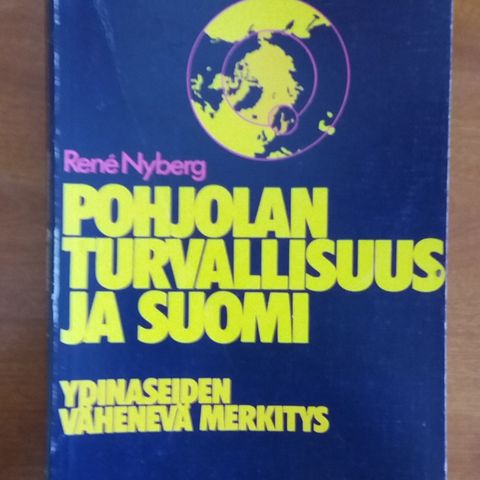 René Nyberg
POHJOLAN
TURVALLISUUS
JA SUOMI
YDINASEIDEN
VÄHENEVÄ MERKITYS